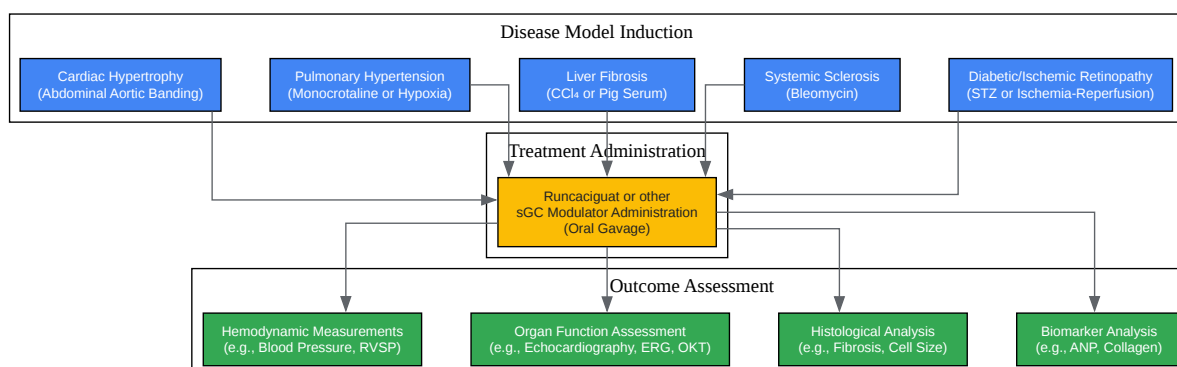 Disease Model Induction
Cardiac Hypertrophy
(Abdominal Aortic Banding)
Pulmonary Hypertension
(Monocrotaline or Hypoxia)
Liver Fibrosis
(CCl₄ or Pig Serum)
Systemic Sclerosis
(Bleomycin)
Diabetic/Ischemic Retinopathy
(STZ or Ischemia-Reperfusion)
Treatment Administration
Runcaciguat or other
sGC Modulator Administration
(Oral Gavage)
Outcome Assessment
Hemodynamic Measurements
(e.g., Blood Pressure, RVSP)
Organ Function Assessment
(e.g., Echocardiography, ERG, OKT)
Histological Analysis
(e.g., Fibrosis, Cell Size)
Biomarker Analysis
(e.g., ANP, Collagen)